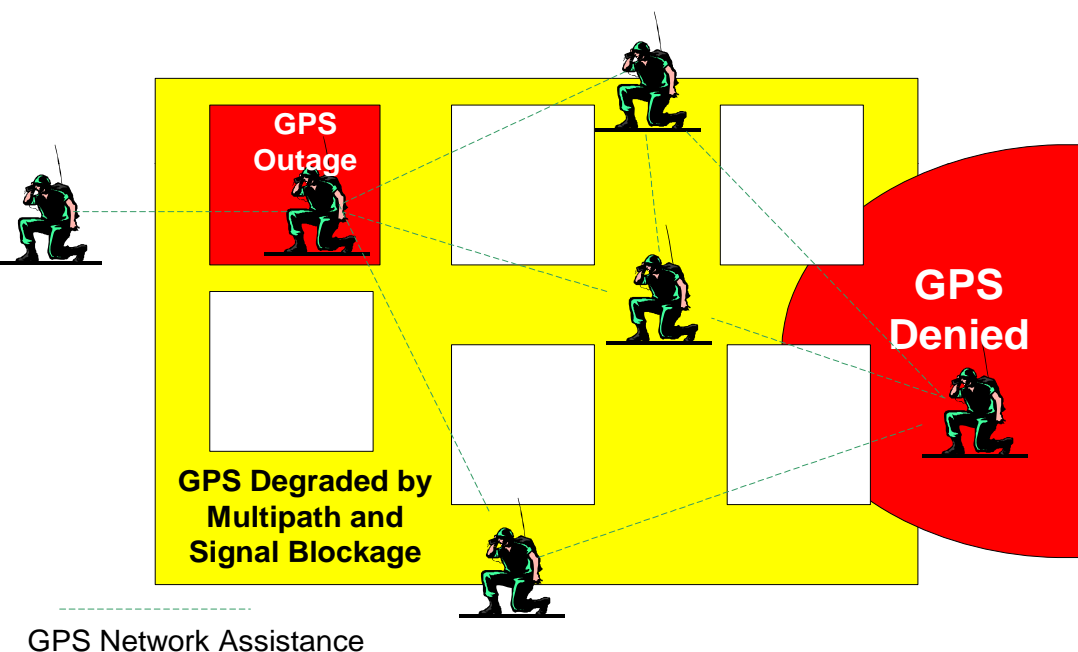 GPS
Outage
GPS
Denied
GPS Degraded by
Multipath and
Signal Blockage
GPS Network Assistance